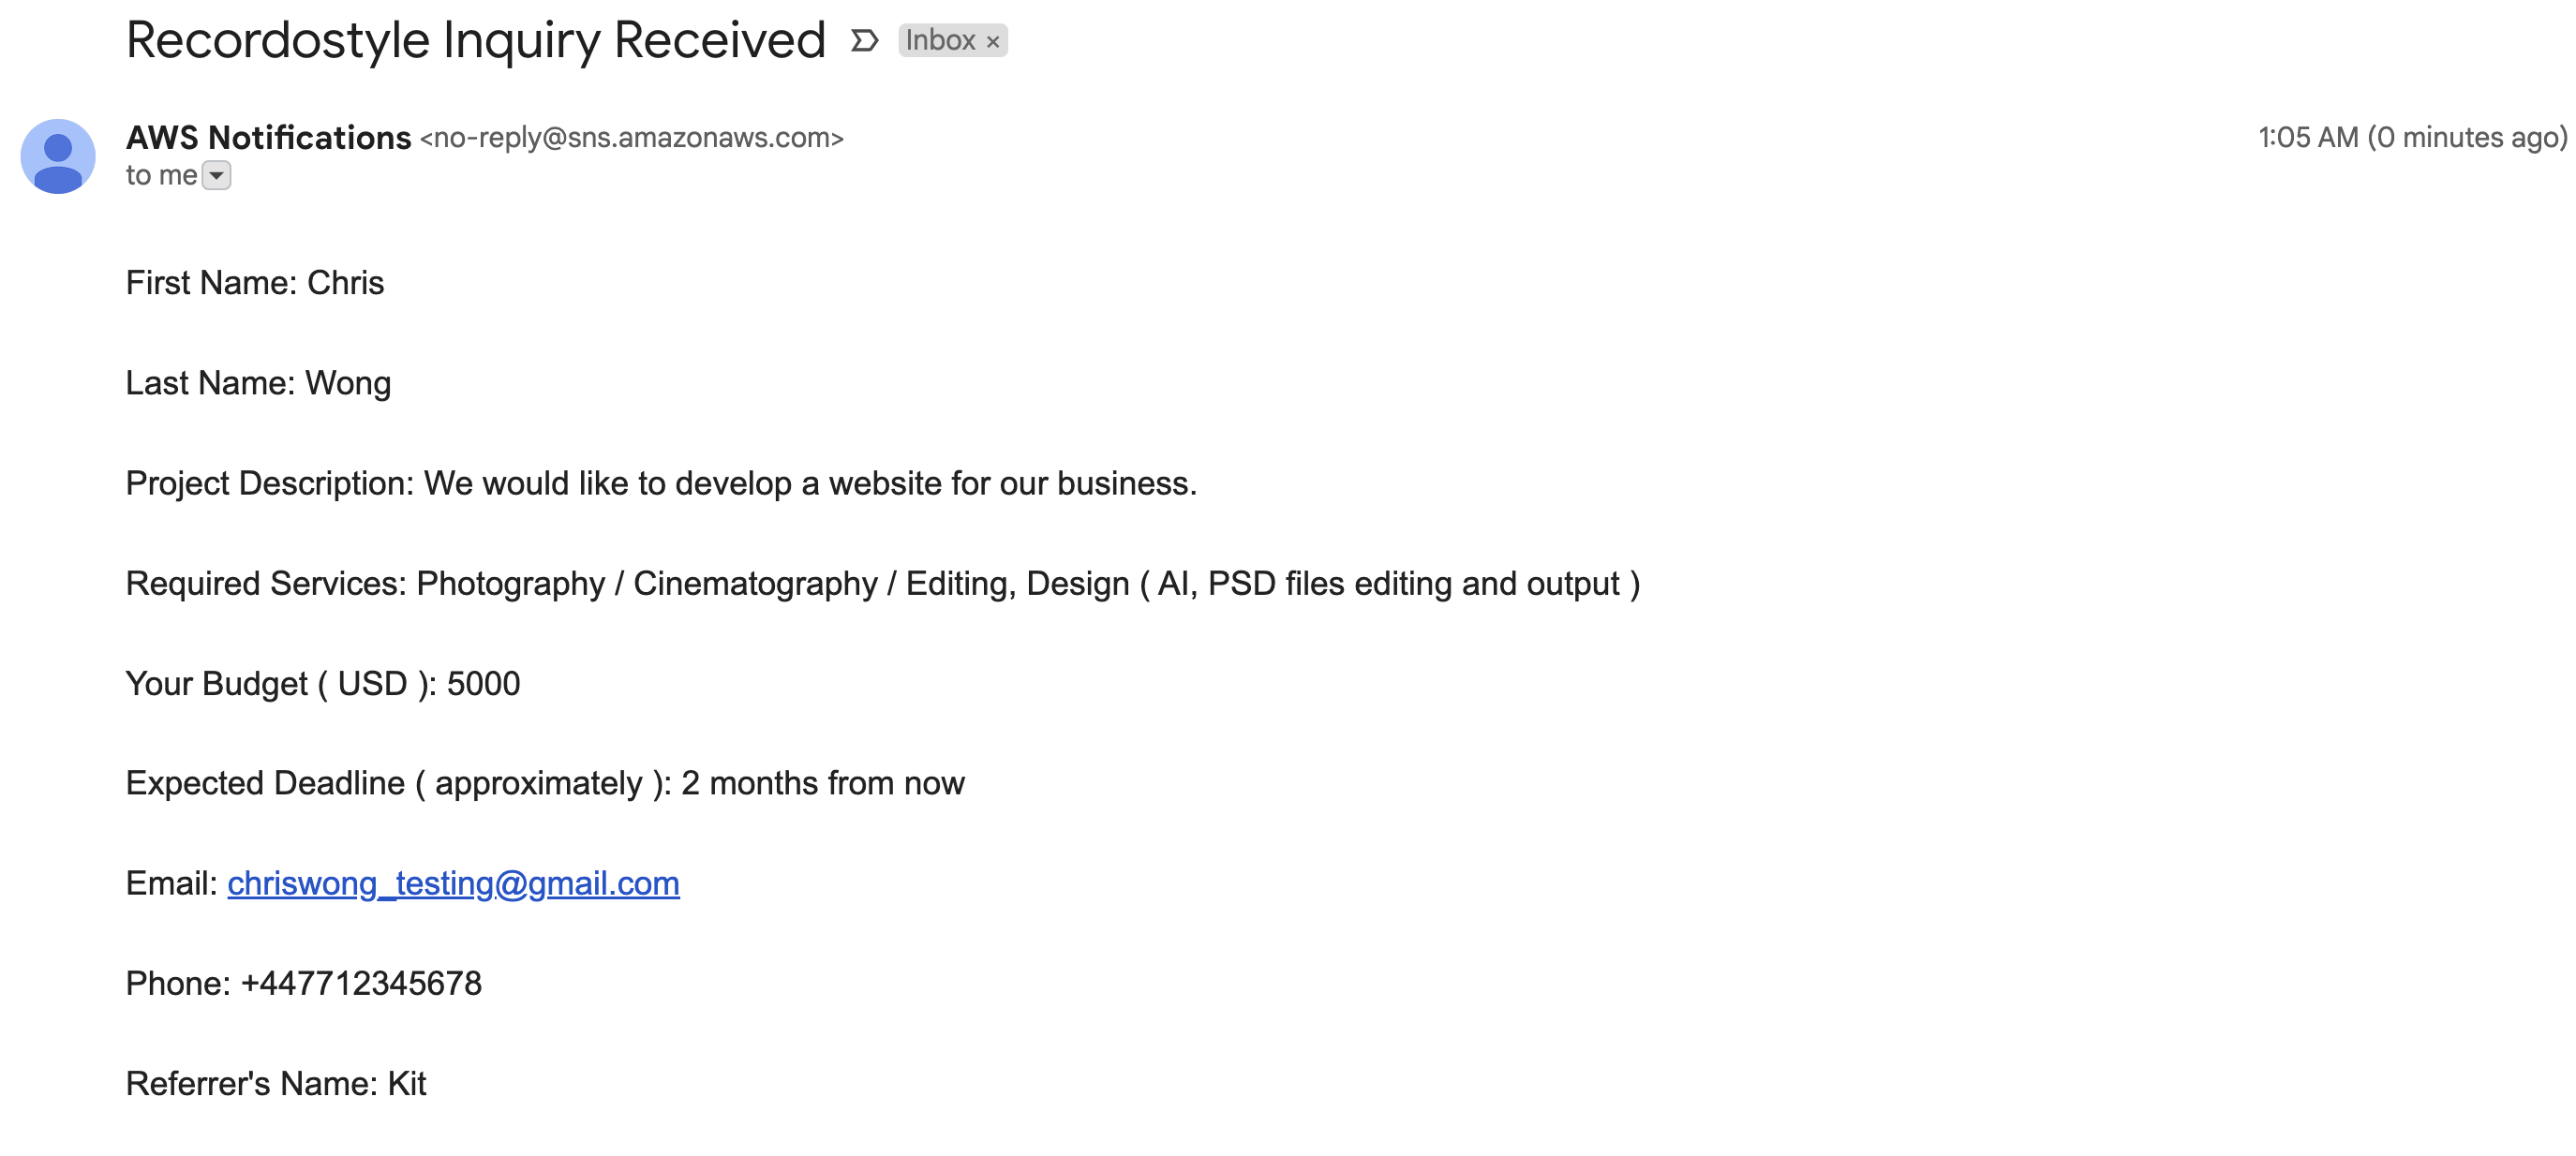 Recordostyle Inquiry Received Inbox ×
AWS Notifications <no-reply@sns.amazonaws.com> 1:05 AM (0 minutes ago)
to me
First Name: Chris
Last Name: Wong
Project Description: We would like to develop a website for our business.
Required Services: Photography / Cinematography / Editing, Design ( AI, PSD files editing and output )
Your Budget ( USD ): 5000
Expected Deadline ( approximately ): 2 months from now
Email: chriswong_testing@gmail.com
Phone: +447712345678
Referrer's Name: Kit